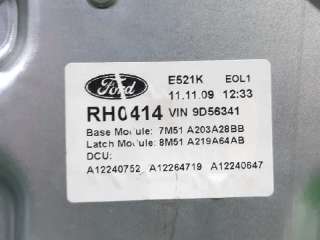 Ford
E521K EOL1
11.11.09 12:33
RH0414 VIN 9D56341
Base Module: 7M51 A203A28BB
Latch Module: 8M51 A219A64AB
DCU:
A12240752 A12264719 A12240647